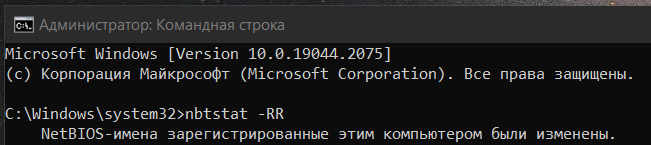 Администратор: Командная строка
Microsoft Windows [Version 10.0.19044.2075]
(c) Корпорация Майкрософт (Microsoft Corporation). Все права защищены.
C:\Windows\system32>nbtstat -RR
NetBIOS-имена зарегистрированные этим компьютером были изменены.